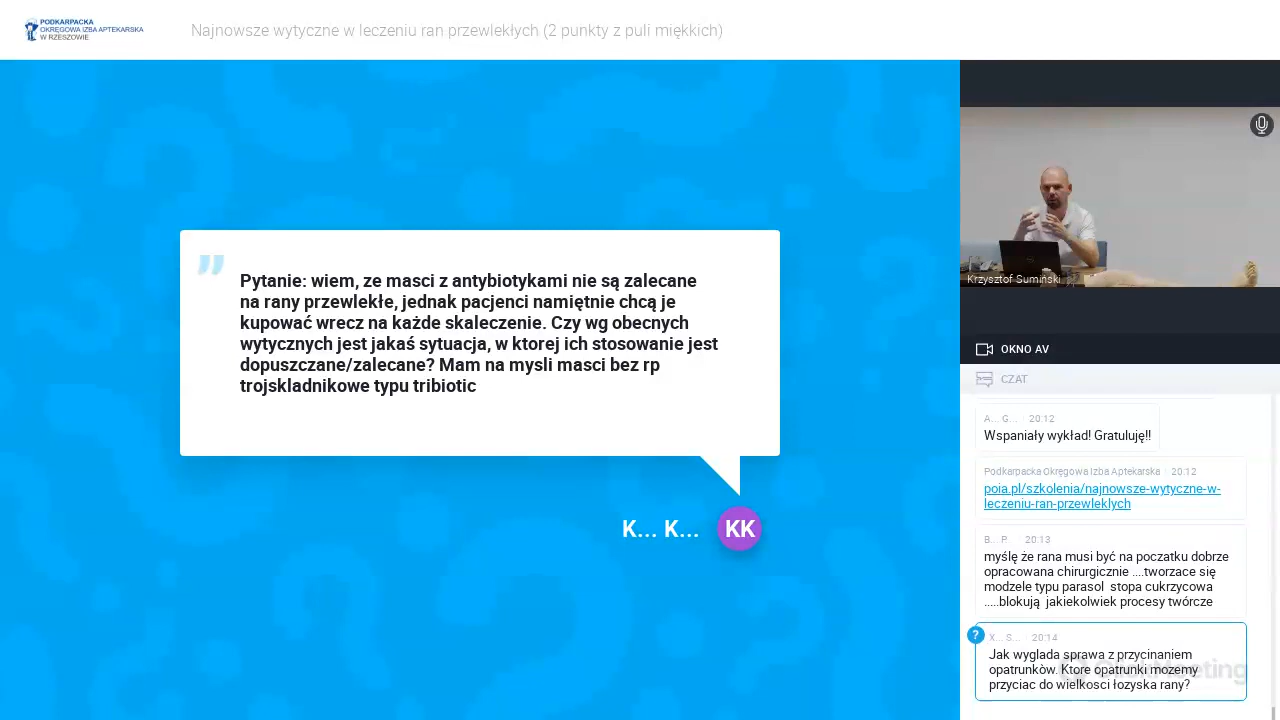 PODKARPACKA
OKRĘGOWA IZBA APTEKARSKA
W RZESZOWIE
Najnowsze wytyczne w leczeniu ran przewlekłych (2 punkty z puli miękkich)
Pytanie: wiem, ze masci z antybiotykami nie są zalecane
na rany przewlekłe, jednak pacjenci namiętnie chcą je
kupować wrecz na każde skaleczenie. Czy wg obecnych
wytycznych jest jakaś sytuacja, w ktorej ich stosowanie jest
dopuszczane/zalecane? Mam na mysli masci bez rp
trojskladnikowe typu tribiotic
K... K...
KK
Krzysztof Sumiński
OKNO AV
CZAT
A... G... 20:12
Wspaniały wykład! Gratuluję!!
Podkarpacka Okręgowa Izba Aptekarska 20:12
poia.pl/szkolenia/najnowsze-wytyczne-w-
leczeniu-ran-przewleklych
B... P... 20:13
myślę że rana musi być na poczatku dobrze
opracowana chirurgicznie ....tworzace się
modzele typu parasol stopa cukrzycowa
.....blokują jakiekolwiek procesy twórcze
?
X... S... 20:14
Jak wyglada sprawa z przycinaniem
opatrunków. Ktore opatrunki mozemy
przyciac do wielkosci łozyska rany?
ClickMeeting